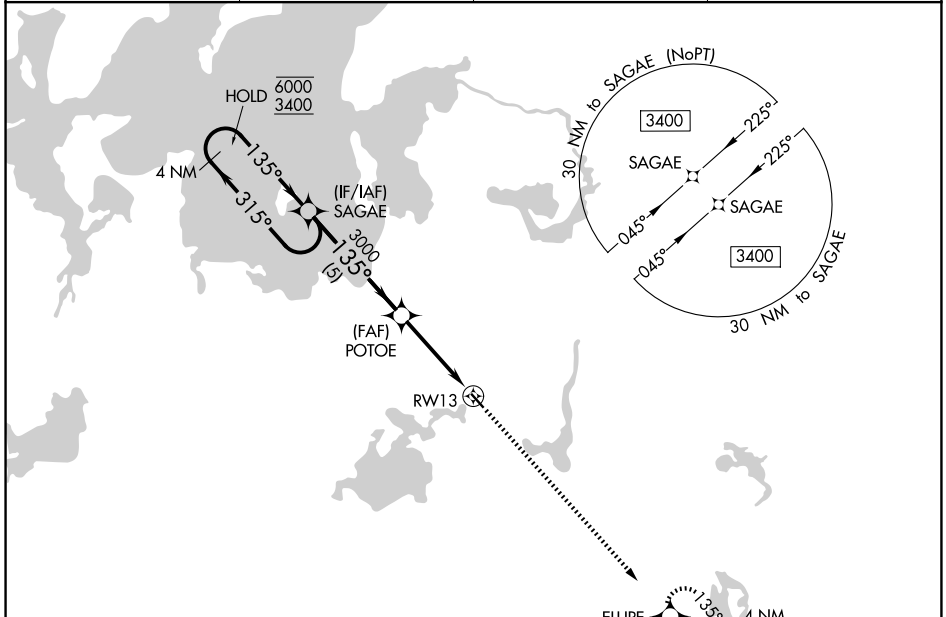 HOLD
6000
3400
4 NM
135°
315°
(IF/IAF)
SAGAE
3000
135°
(5)
(FAF)
POTOE
RW13
30 NM to SAGAE (NoPT)
3400
225°
SAGAE
045°
225°
SAGAE
045°
3400
30 NM to SAGAE
135°
4 NM